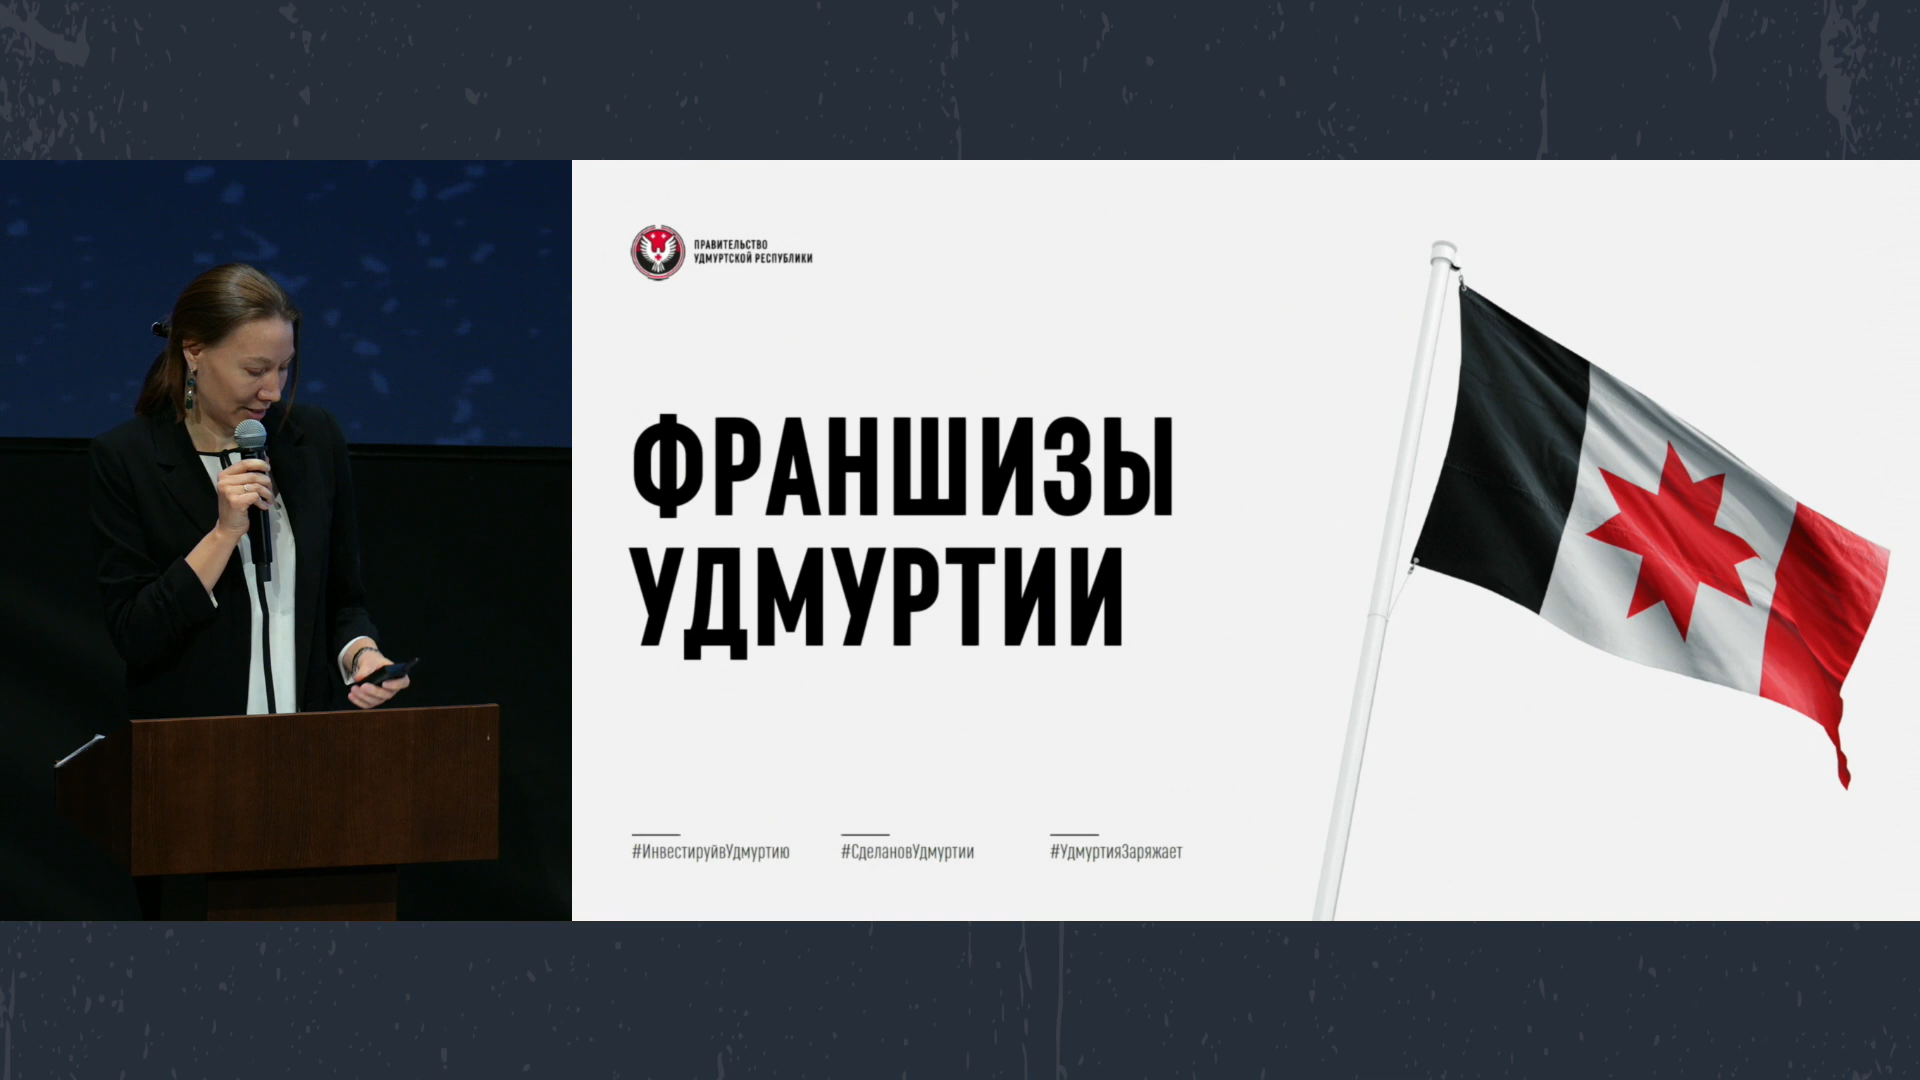 ПРАВИТЕЛЬСТВО
УДМУРТСКОЙ РЕСПУБЛИКИ
ФРАНШИЗЫ
УДМУРТИИ
#ИнвестируйвУдмуртию
#СделановУдмуртии
#УдмуртияЗаряжает